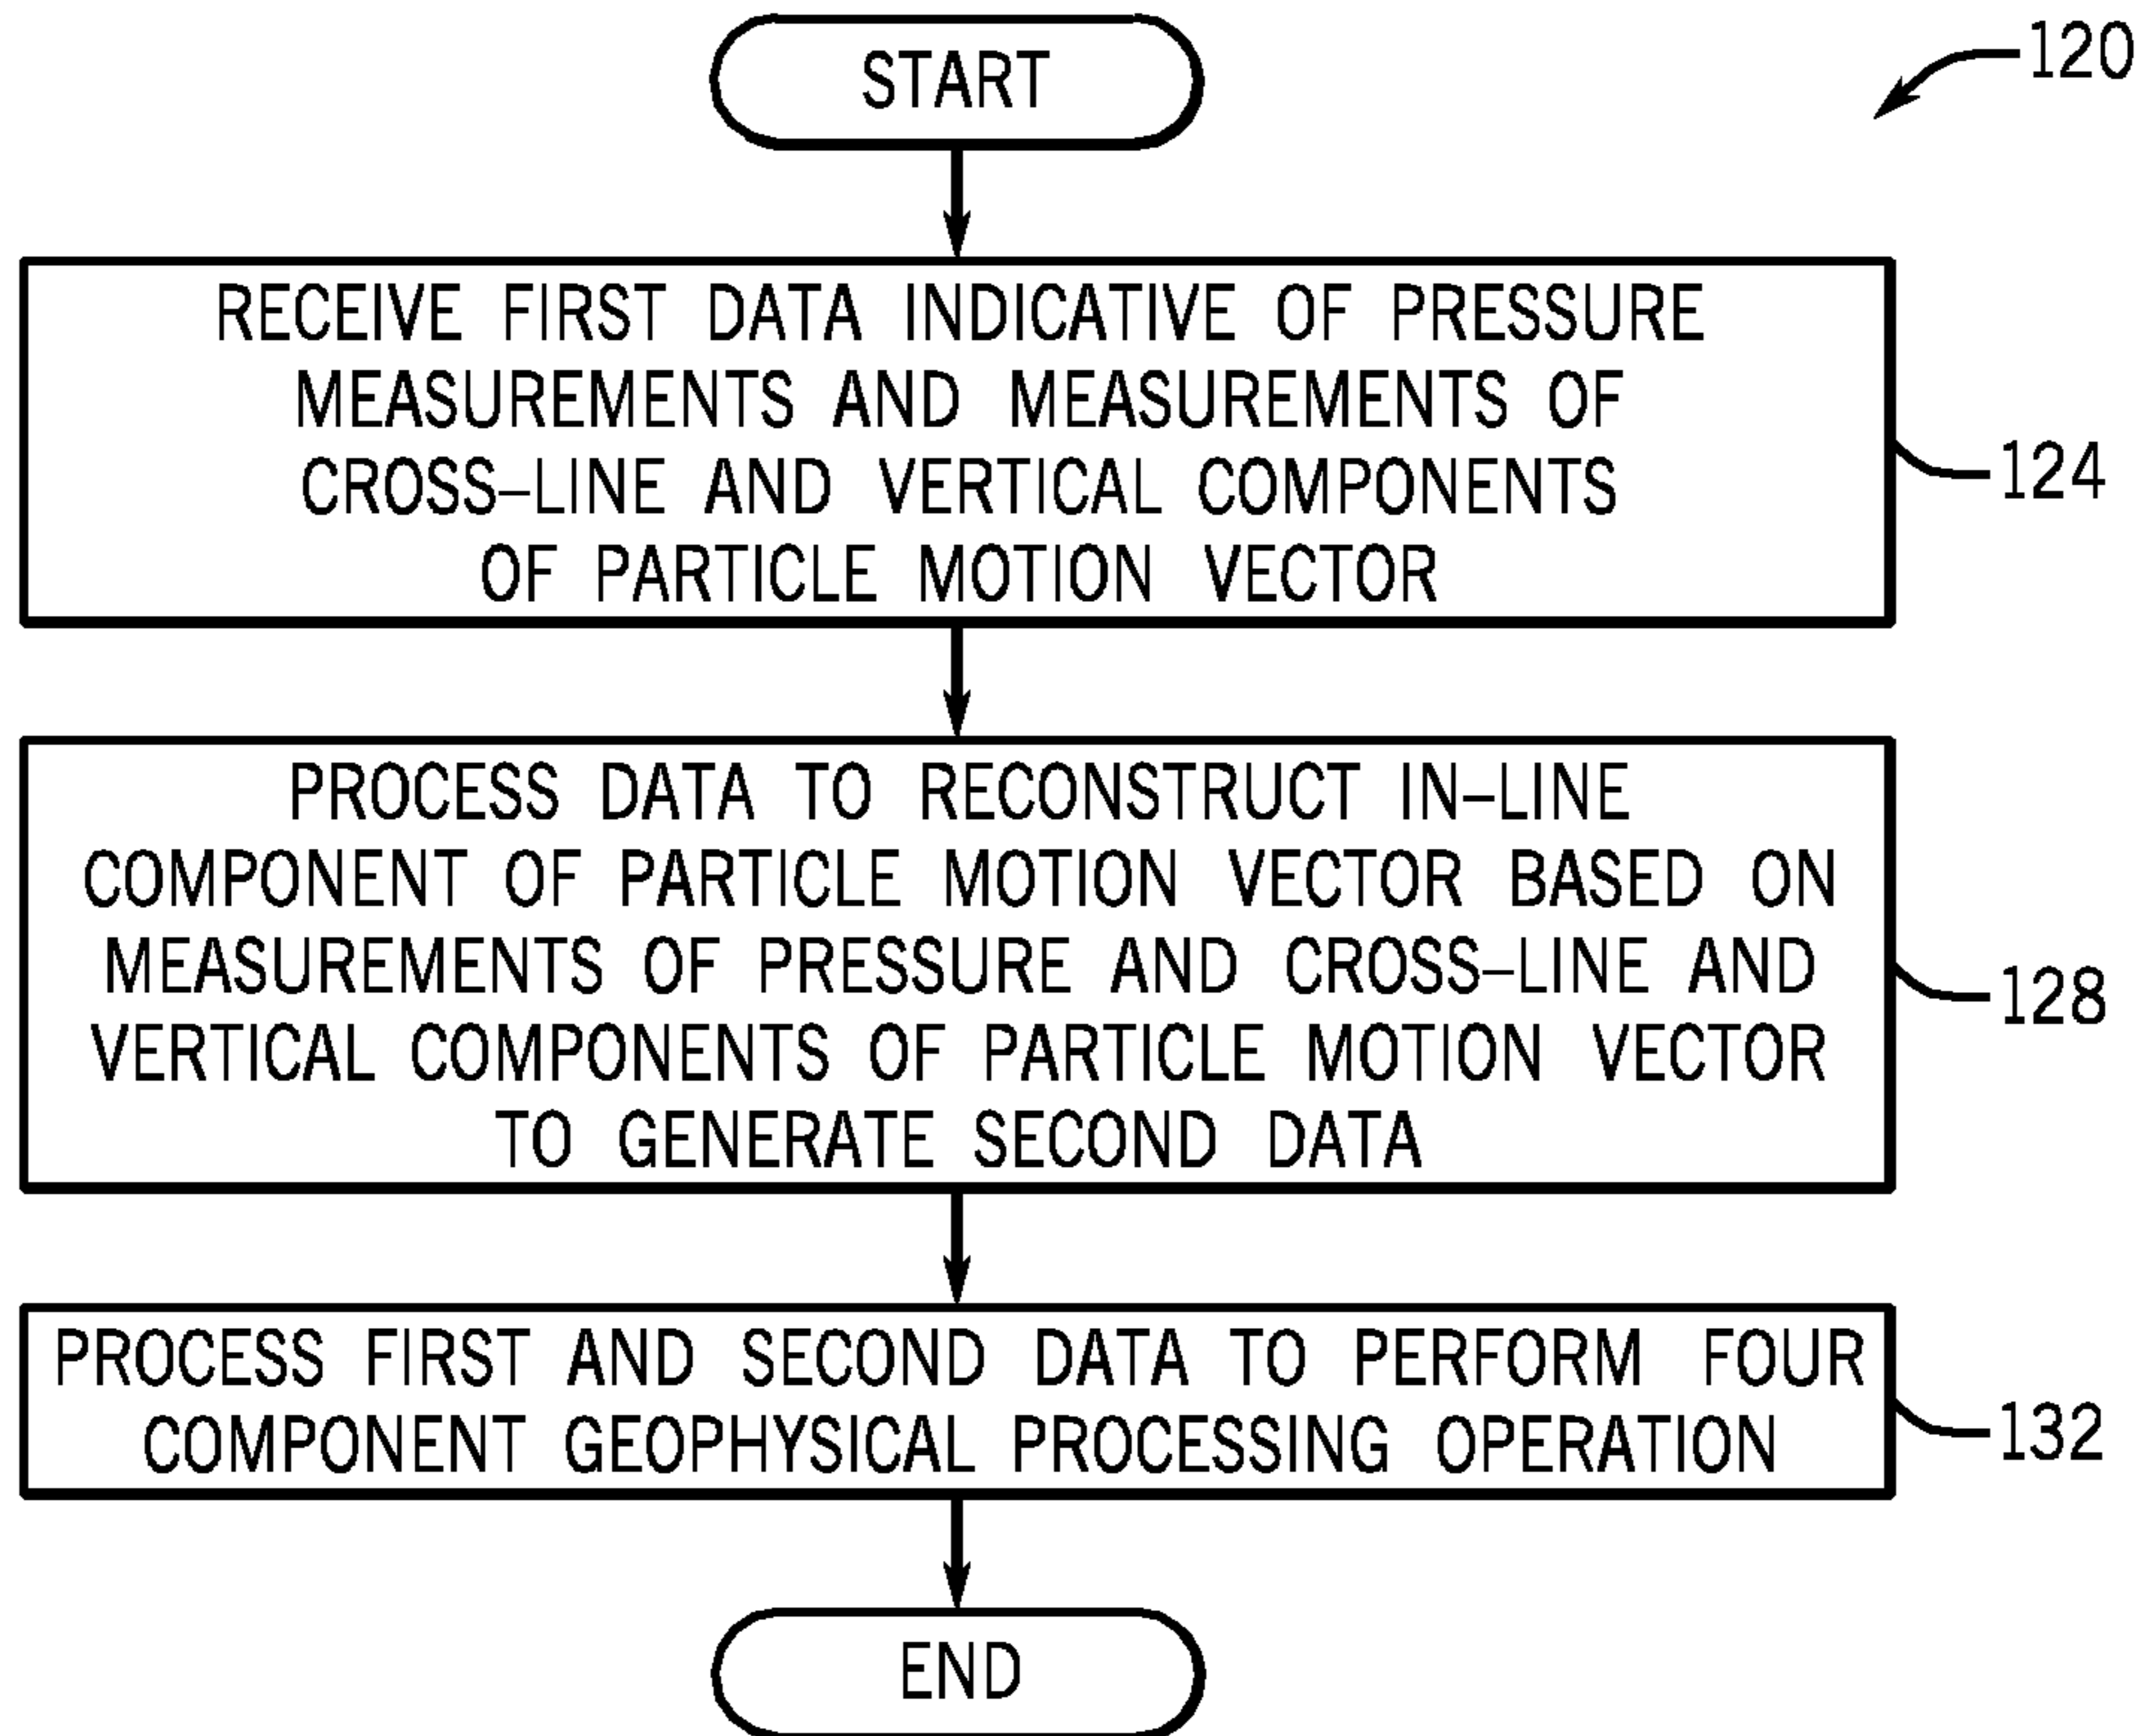 START
120
RECEIVE FIRST DATA INDICATIVE OF PRESSURE
MEASUREMENTS AND MEASUREMENTS OF
CROSS-LINE AND VERTICAL COMPONENTS
OF PARTICLE MOTION VECTOR
124
PROCESS DATA TO RECONSTRUCT IN-LINE
COMPONENT OF PARTICLE MOTION VECTOR BASED ON
MEASUREMENTS OF PRESSURE AND CROSS-LINE AND
VERTICAL COMPONENTS OF PARTICLE MOTION VECTOR
TO GENERATE SECOND DATA
128
PROCESS FIRST AND SECOND DATA TO PERFORM FOUR
COMPONENT GEOPHYSICAL PROCESSING OPERATION
132
END